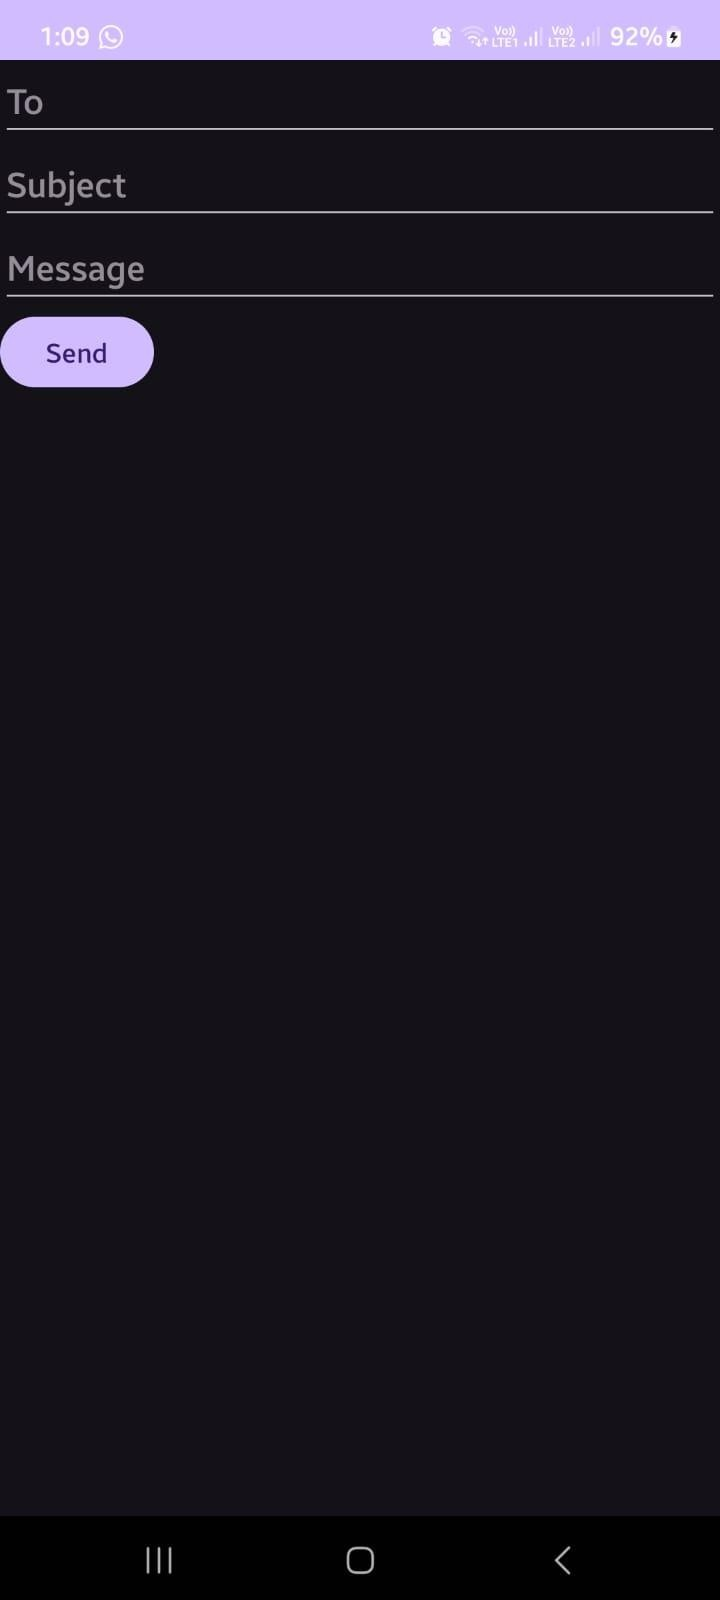 1:09 Vo)) LTE1 Vo)) LTE2 92%
To
Subject
Message
Send